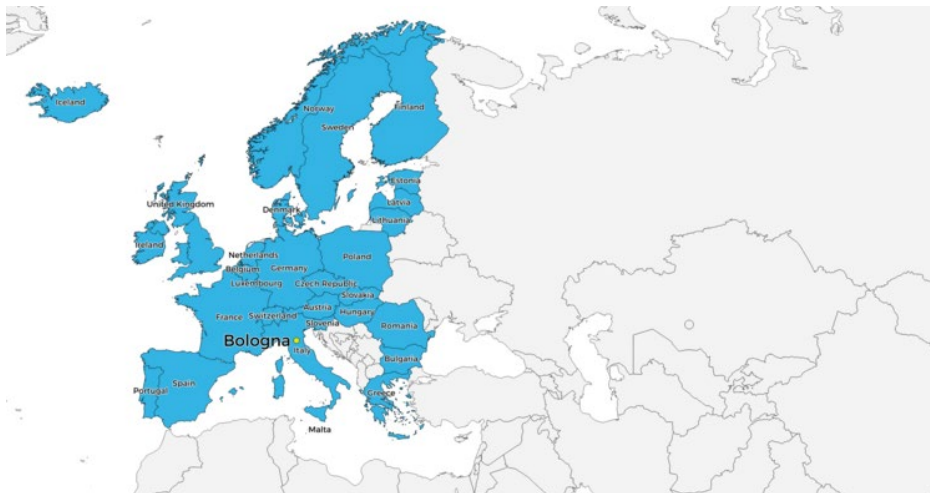 Iceland
Norway
Finland
Sweden
Estonia
Latvia
Lithuania
United Kingdom
Denmark
Ireland
Netherlands
Belgium
Germany
Poland
Luxembourg
Czech Republic
Slovakia
Austria
Hungary
France
Switzerland
Slovenia
Romania
Bologna
Italy
Bulgaria
Spain
Portugal
Greece
Malta